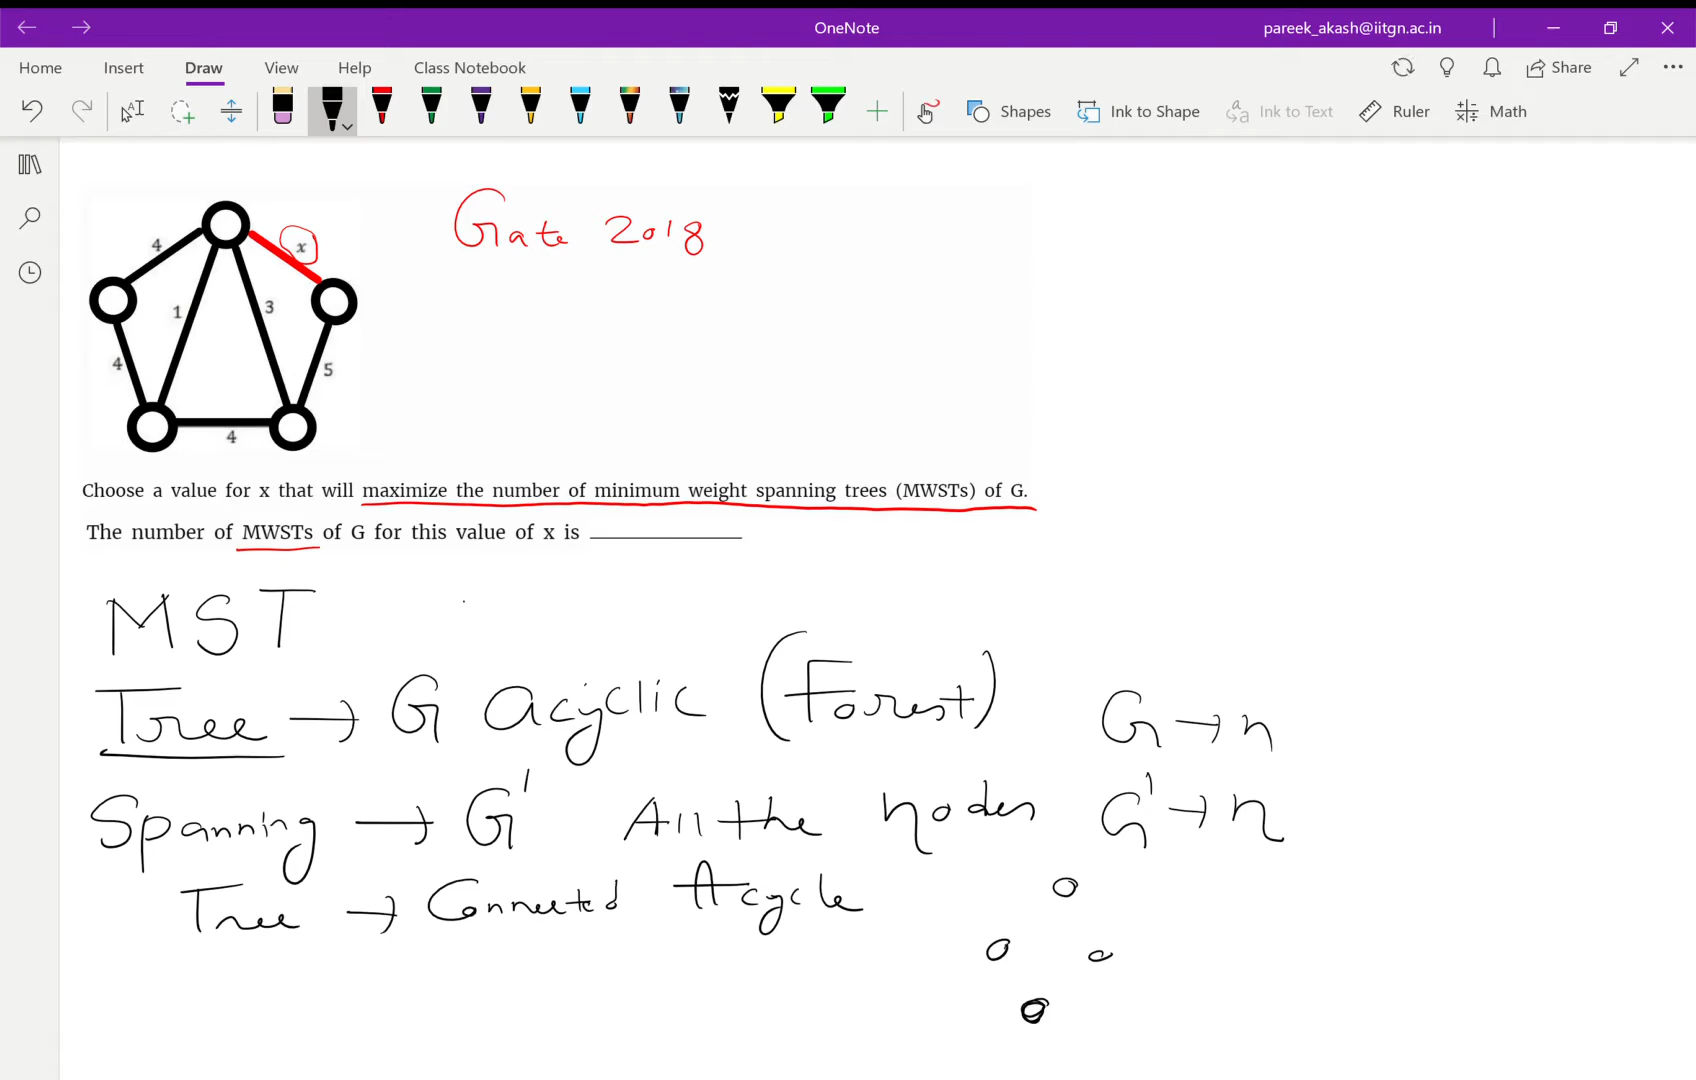 OneNote
pareek_akash@iitgn.ac.in
Home Insert Draw View Help Class Notebook
Share
Shapes Ink to Shape Ink to Text Ruler Math
Gate 2018
4
x
1
3
4
5
4
Choose a value for x that will maximize the number of minimum weight spanning trees (MWSTs) of G.
The number of MWSTs of G for this value of x is
MST
Tree → G acyclic (Forest) G → n
Spanning → G' All the nodes G' → n
Tree → Connected Acycle